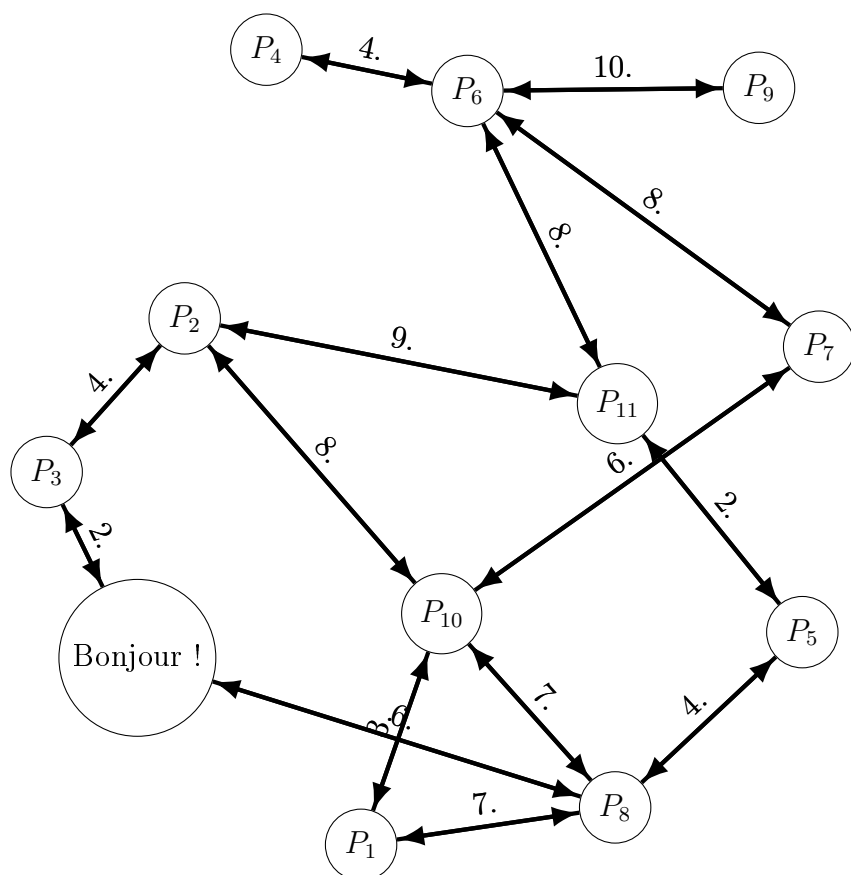 P₄
4.
10.
P₆
P₉
8.
8.
P₂
9.
P₇
4.
P₁₁
8.
6.
P₃
2.
2.
P₁₀
P₅
Bonjour !
7.
4.
3.
6.
7.
P₈
P₁